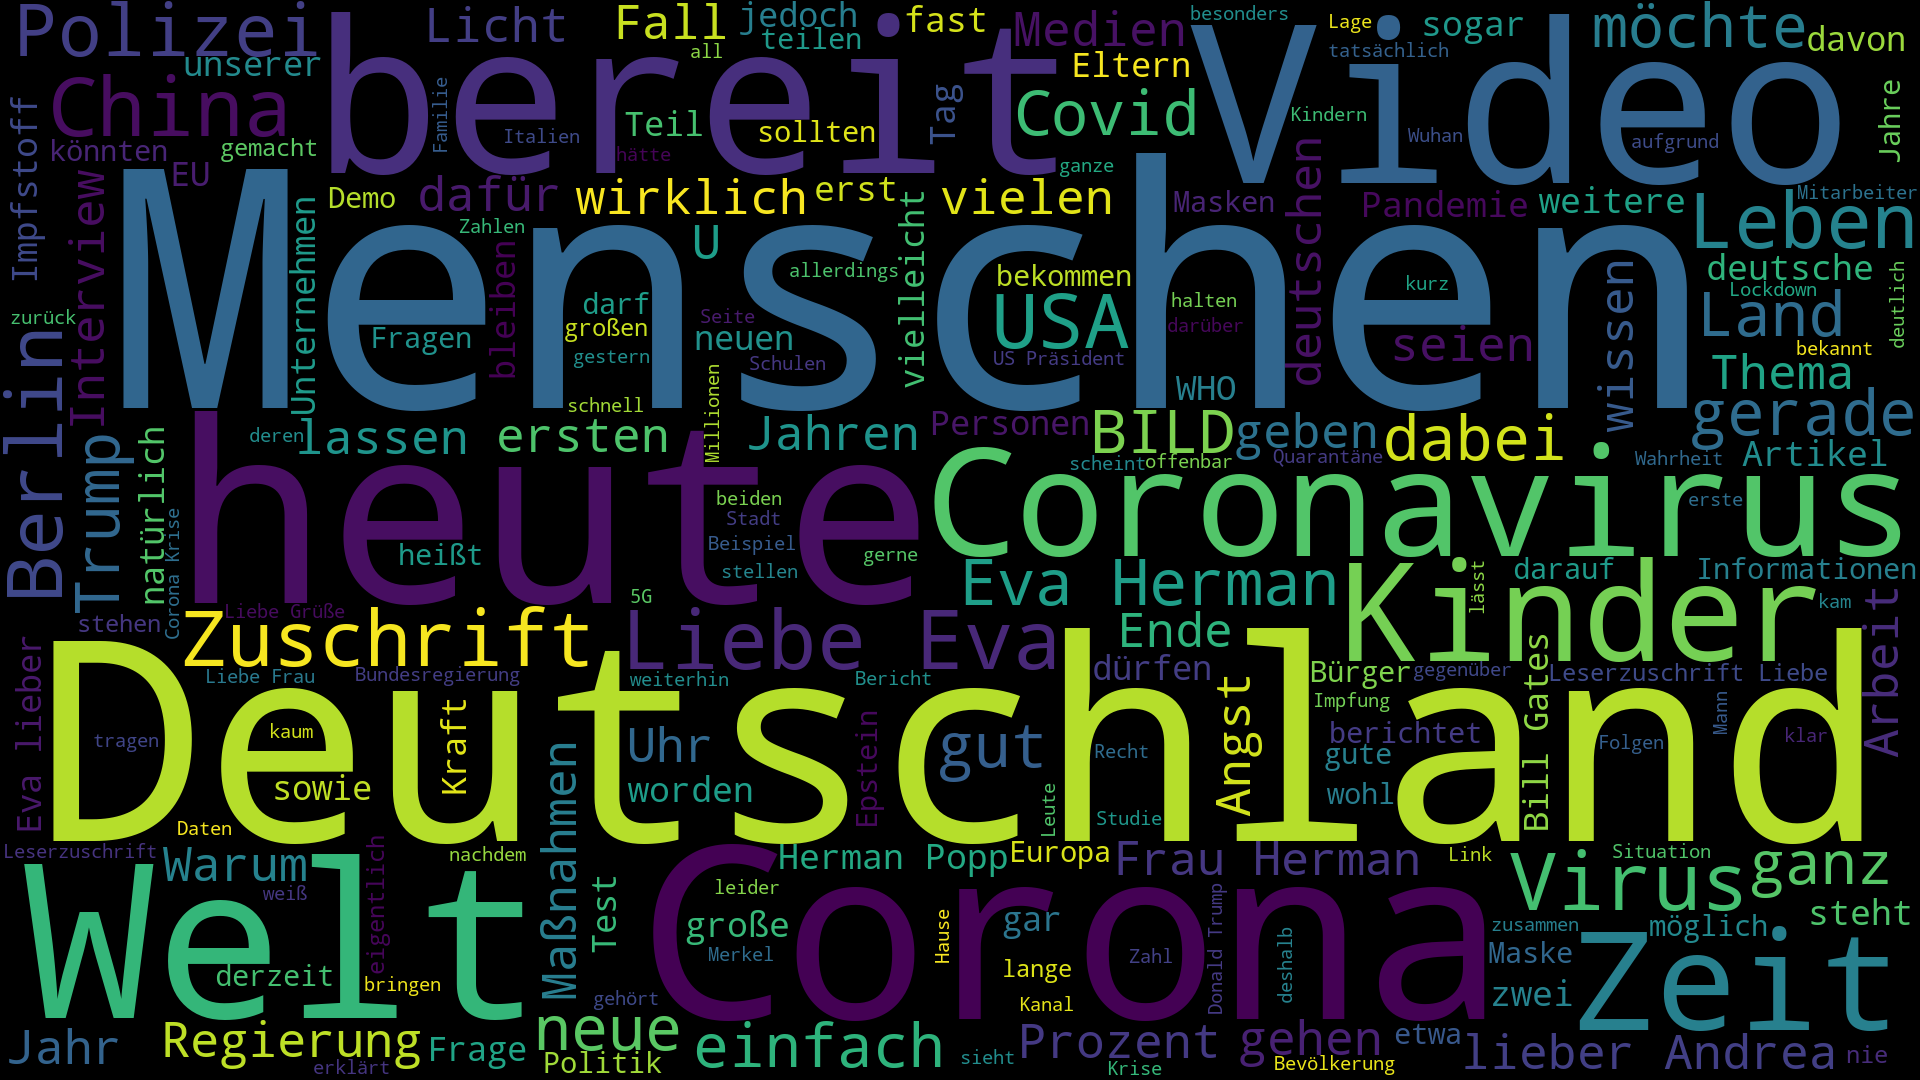 Polizei
Licht
Fall
jedoch
fast
Medien
besonders
Lage
sogar
möchte
unserer
bereit
all
teilen
Eltern
Video
tatsächlich
davon
China
Familie
Italien
Teil
sollten
Tag
Covid
Kindern
Wuhan
aufgrund
Jahre
Impfstoff
könnten
gemacht
hätte
ganze
EU
Interview
Demo
dafür
wirklich
erst
vielen
Masken
deutschen
Pandemie
weitere
Mitarbeiter
Leben
Unternehmen
Zahlen
Menschen
U
vielleicht
allerdings
bekommen
kurz
wissen
deutsche
Lockdown
deutlich
zurück
bleiben
darf
großen
Fragen
gestern
Seite
neuen
Schulen
USA
US Präsident
halten
darüber
seien
Land
bekannt
Berlin
schnell
Millionen
WHO
Thema
Trump
natürlich
deren
lassen
ersten
Jahren
Personen
BILD
geben
dabei
gerade
heute
scheint
offenbar
Quarantäne
Wahrheit
Artikel
Corona Krise
beiden
Stadt
Beispiel
Coronavirus
erste
heißt
stellen
gerne
Eva Herman
Kinder
lässt
darauf
Informationen
stehen
Liebe Grüße
5G
kam
Zuschrift
Liebe Eva
Ende
Arbeit
Eva lieber
Liebe Frau
Bundesregierung
weiterhin
Bericht
dürfen
Bürger
gegenüber
Leserzuschrift Liebe
Deutschland
tragen
kaum
Kraft
Uhr
Epstein
gut
Recht
Angst
Impfung
berichtet
Bill Gates
Mann
Folgen
klar
gute
sowie
Maßnahmen
worden
Leute
Studie
wohl
Daten
Leserzuschrift
Warum
eigentlich
nachdem
Herman Popp
Europa
Frau Herman
Link
Situation
Virus
ganz
Welt
weiß
Test
leider
Corona
große
Hause
gar
steht
zusammen
möglich
Merkel
Zahl
Donald Trump
deshalb
Maske
Zeit
derzeit
bringen
lange
gehört
Kanal
zwei
Jahr
Regierung
Frage
neue
Politik
einfach
sieht
Prozent
gehen
etwa
lieber Andrea
nie
erklärt
Krise
Bevölkerung